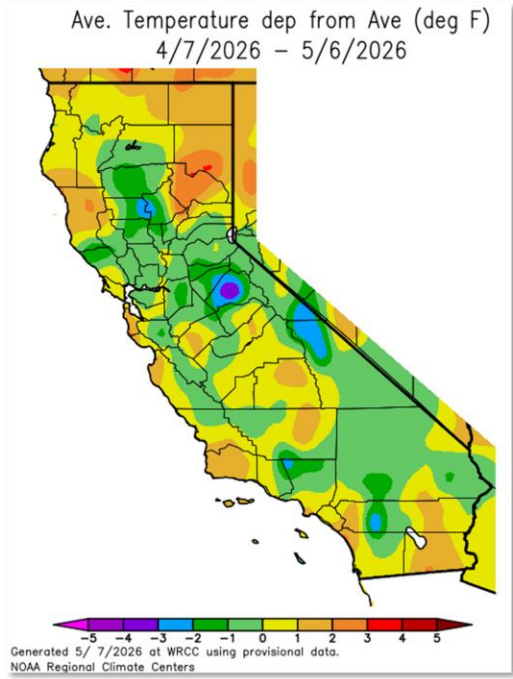 Ave. Temperature dep from Ave (deg F)
4/7/2026 – 5/6/2026
-5 -4 -3 -2 -1 0 1 2 3 4 5
Generated 5/ 7/2026 at WRCC using provisional data.
NOAA Regional Climate Centers